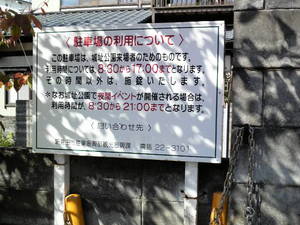 〈駐車場の利用について〉
この駐車場は、城址公園来場者のためのものです。
利用時間については 8:30から17:00までとなります。
その時間以外は、施錠いたします。
※なお城址公園で夜間イベントが開催される場合は、
利用時間が、8:30から21:00までとなります。
〈問い合わせ先〉
電話 22-3101